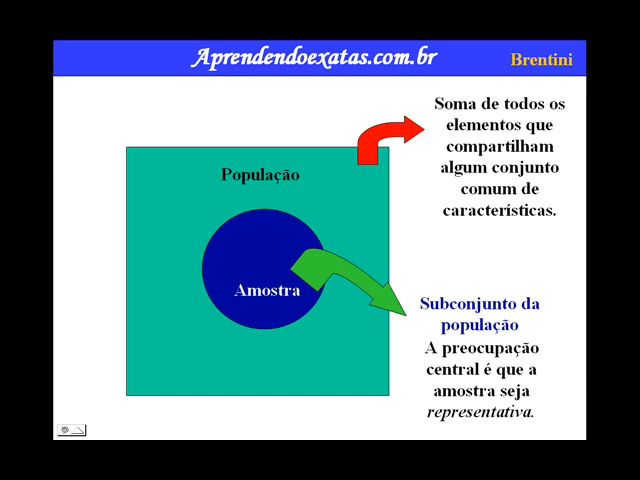 Aprendendoexatas.com.br
Brentini
Soma de todos os
elementos que
compartilham
algum conjunto
comum de
características.
População
Amostra
Subconjunto da
população
A preocupação
central é que a
amostra seja
representativa.